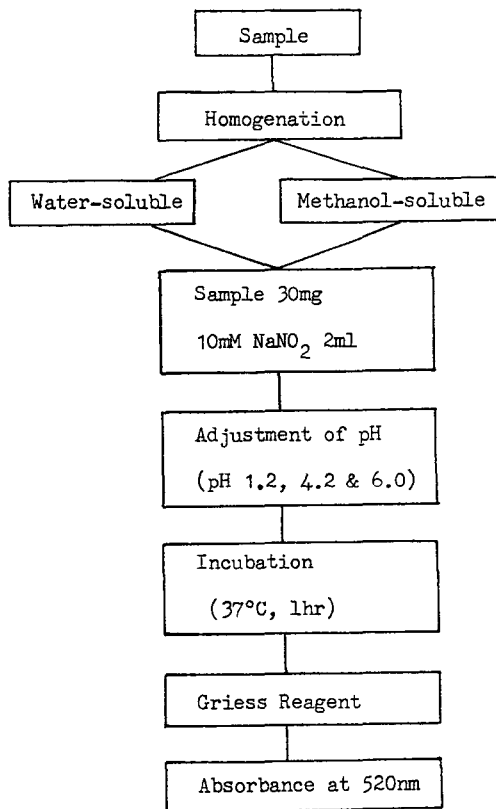 Sample
Homogenation
Water-soluble
Methanol-soluble
Sample 30mg
10mM NaNO₂ 2ml
Adjustment of pH
(pH 1.2, 4.2 & 6.0)
Incubation
(37°C, 1hr)
Griess Reagent
Absorbance at 520nm